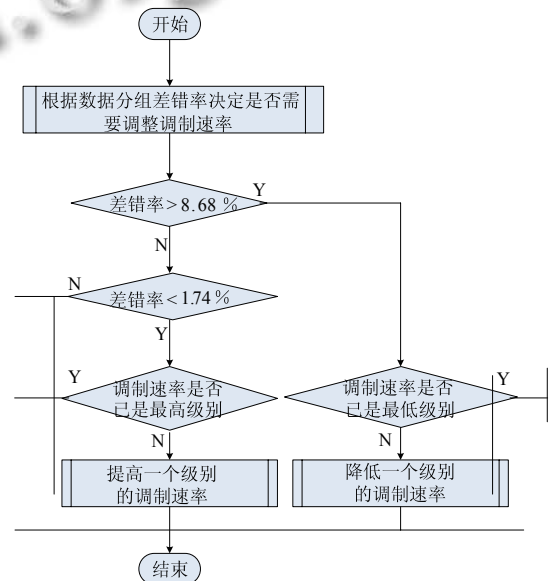 开始
根据数据分组差错率决定是否需
要调整调制速率
差错率>8.68 %
Y
N
差错率<1.74%
N
Y
调制速率是否
已是最高级别
Y
N
调制速率是否
已是最低级别
Y
N
提高一个级别
的调制速率
降低一个级别
的调制速率
结束